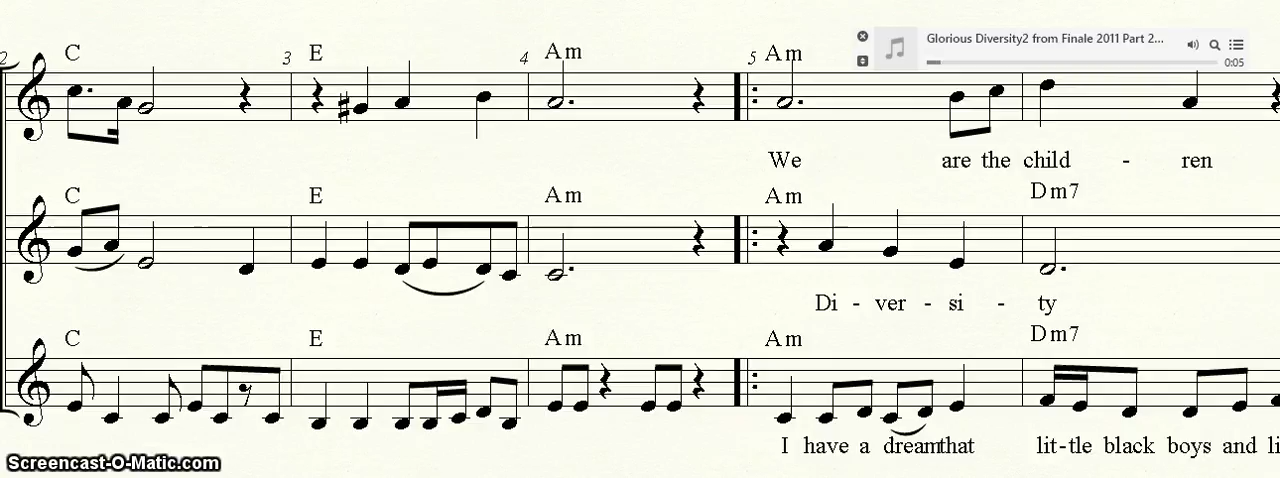 2 C 3 E 4 Am 5 Am
Glorious Diversity2 from Finale 2011 Part 2...
0:05
We are the child - ren
C E Am Am Dm7
Di - ver - si - ty
C E Am Am Dm7
I have a dreamthat lit-tle black boys and li
Screencast-O-Matic.com